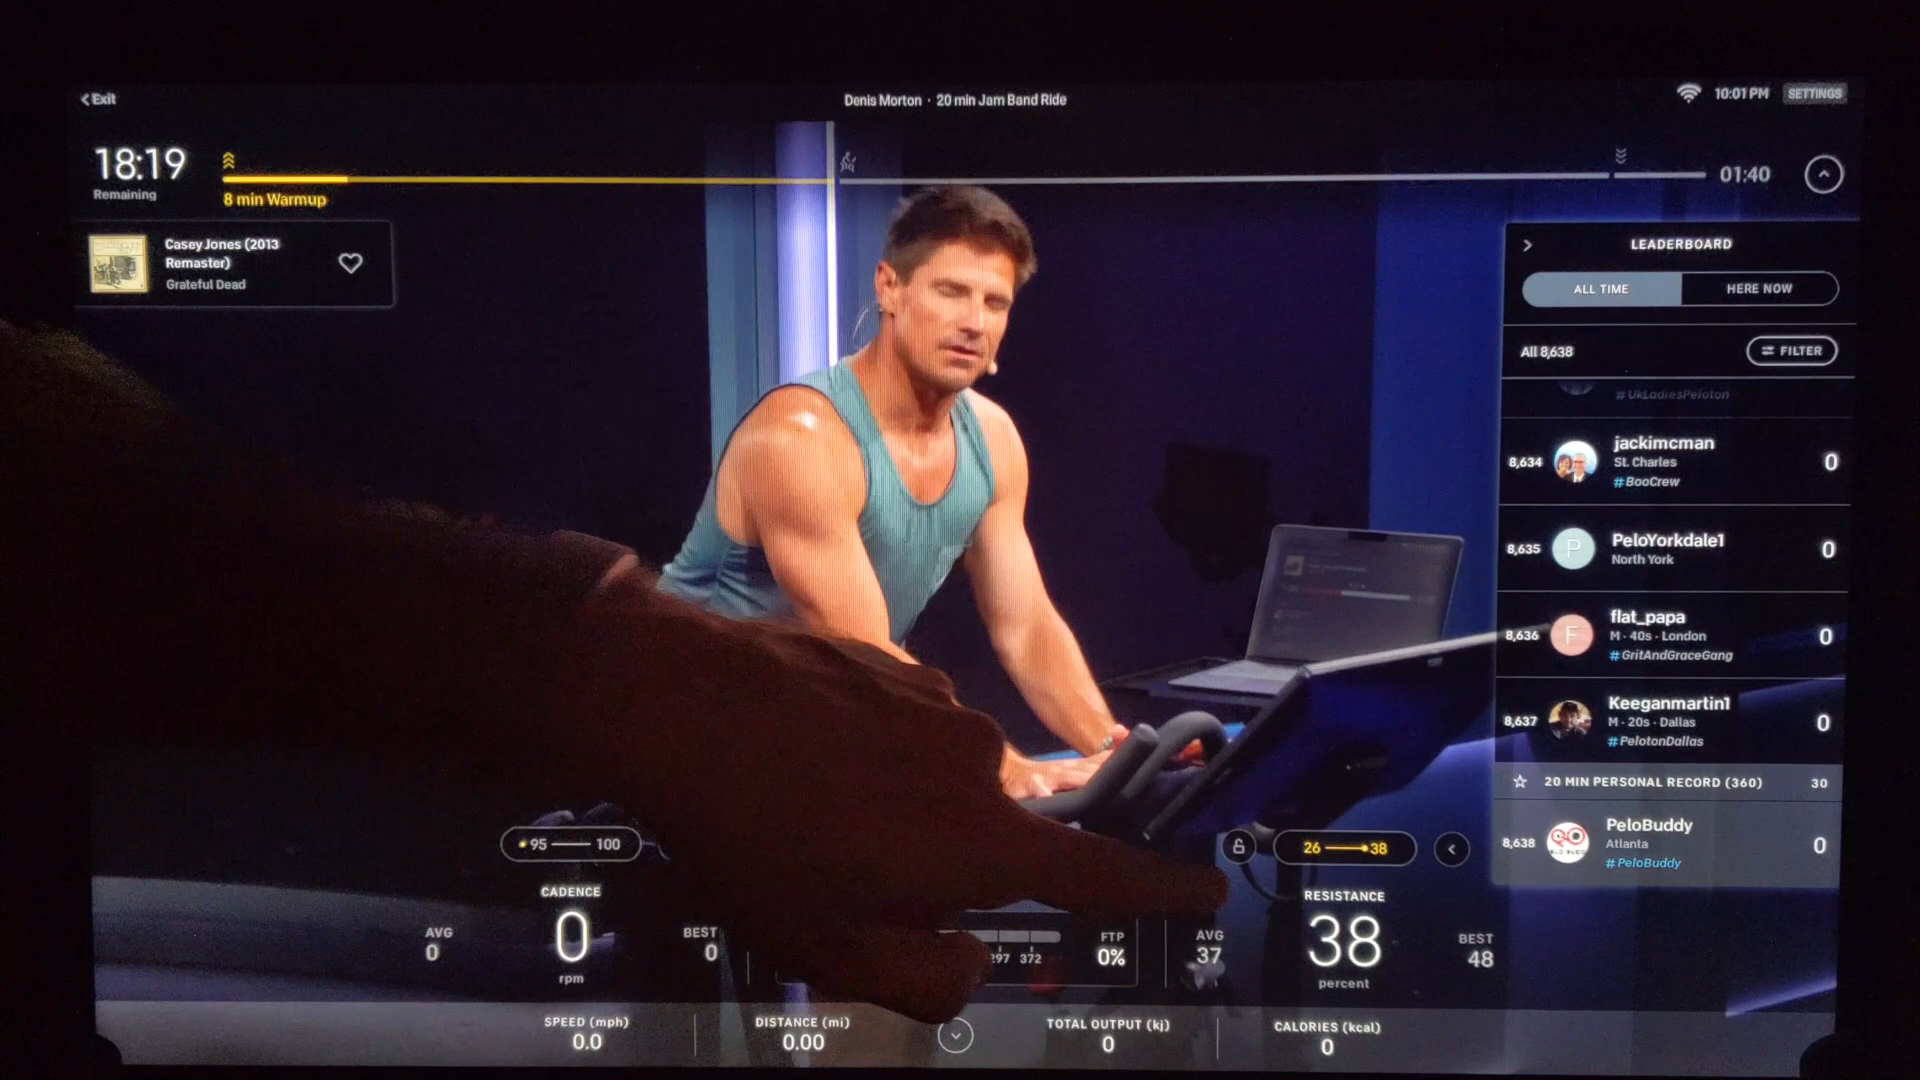 Exit
Denis Morton · 20 min Jam Band Ride
10:01 PM
SETTINGS
18:19
Remaining
8 min Warmup
01:40
Casey Jones (2013
Remaster)
Grateful Dead
LEADERBOARD
ALL TIME
HERE NOW
All 8,638
FILTER
#UkLadiesPeloton
8,634
jackimcman
St. Charles
#BooCrew
0
8,635
P
PeloYorkdale1
North York
0
8,636
F
flat_papa
M · 40s · London
#GritAndGraceGang
0
8,637
Keeganmartin1
M · 20s · Dallas
#PelotonDallas
0
20 MIN PERSONAL RECORD (360)
30
8,638
PeloBuddy
Atlanta
#PeloBuddy
0
95
100
26
38
CADENCE
AVG
0
0
rpm
BEST
0
297
372
FTP
0%
RESISTANCE
AVG
37
38
percent
BEST
48
SPEED (mph)
0.0
DISTANCE (mi)
0.00
TOTAL OUTPUT (kj)
0
CALORIES (kcal)
0